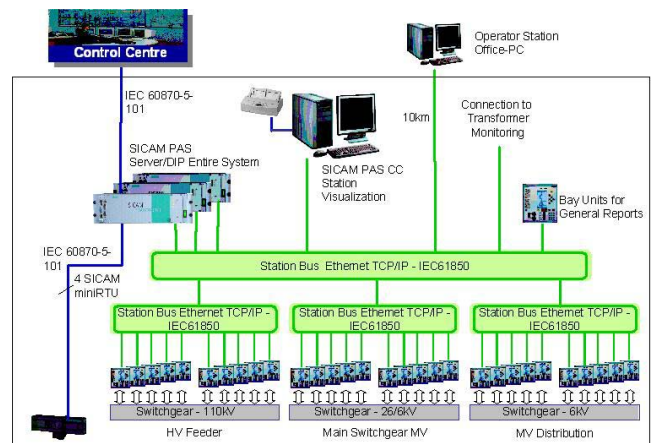 Control Centre
Operator Station
Office-PC
IEC 60870-5-
101
10km
Connection to
Transformer
Monitoring
SICAM PAS
Server/DIP Entire System
SICAM PAS CC
Station
Visualization
SICAM
Bay Units for
General Reports
IEC 60870-5-
101
4 SICAM
miniRTU
Station Bus Ethernet TCP/IP - IEC61850
Station Bus Ethernet TCP/IP -
IEC61850
Station Bus Ethernet TCP/IP -
IEC61850
Station Bus Ethernet TCP/IP -
IEC61850
Switchgear - 110kV
Switchgear - 26/6kV
Switchgear - 6kV
HV Feeder
Main Switchgear MV
MV Distribution